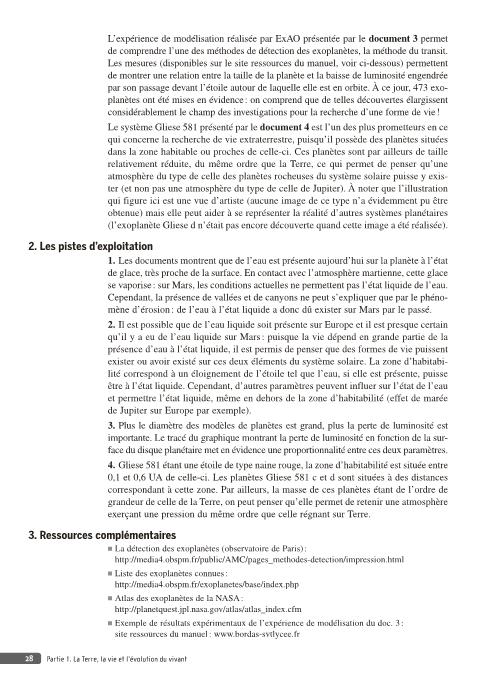 L'expérience de modélisation réalisée par ExAO présentée par le document 3 permet
de comprendre l'une des méthodes de détection des exoplanètes, la méthode du transit.
Les mesures (disponibles sur le site ressources du manuel, voir ci-dessous) permettent
de montrer une relation entre la taille de la planète et la baisse de luminosité engendrée
par son passage devant l'étoile autour de laquelle elle est en orbite. À ce jour, 473 exo-
planètes ont été mises en évidence : on comprend que de telles découvertes élargissent
considérablement le champ des investigations pour la recherche d'une forme de vie !
Le système Gliese 581 présenté par le document 4 est l'un des plus prometteurs en ce
qui concerne la recherche de vie extraterrestre, puisqu'il possède des planètes situées
dans la zone habitable ou proches de celle-ci. Ces planètes sont par ailleurs de taille
relativement réduite, du même ordre que la Terre, ce qui permet de penser qu'une
atmosphère du type de celle des planètes rocheuses du système solaire puisse y exis-
ter (et non pas une atmosphère du type de celle de Jupiter). À noter que l'illustration
qui figure ici est une vue d'artiste (aucune image de ce type n'a évidemment pu être
obtenue) mais elle peut aider à se représenter la réalité d'autres systèmes planétaires
(l'exoplanète Gliese d n'était pas encore découverte quand cette image a été réalisée).
2. Les pistes d'exploitation
1. Les documents montrent que de l'eau est présente aujourd'hui sur la planète à l'état
de glace, très proche de la surface. En contact avec l'atmosphère martienne, cette glace
se vaporise : sur Mars, les conditions actuelles ne permettent pas l'état liquide de l'eau.
Cependant, la présence de vallées et de canyons ne peut s'expliquer que par le phéno-
mène d'érosion : de l'eau à l'état liquide a donc dû exister sur Mars par le passé.
2. Il est possible que de l'eau liquide soit présente sur Europe et il est presque certain
qu'il y a eu de l'eau liquide sur Mars : puisque la vie dépend en grande partie de la
présence d'eau à l'état liquide, il est permis de penser que des formes de vie puissent
exister ou avoir existé sur ces deux éléments du système solaire. La zone d'habitabi-
lité correspond à un éloignement de l'étoile tel que l'eau, si elle est présente, puisse
être à l'état liquide. Cependant, d'autres paramètres peuvent influer sur l'état de l'eau
et permettre l'état liquide, même en dehors de la zone d'habitabilité (effet de marée
de Jupiter sur Europe par exemple).
3. Plus le diamètre des modèles de planètes est grand, plus la perte de luminosité est
importante. Le tracé du graphique montrant la perte de luminosité en fonction de la sur-
face du disque planétaire met en évidence une proportionnalité entre ces deux paramètres.
4. Gliese 581 étant une étoile de type naine rouge, la zone d'habitabilité est située entre
0,1 et 0,6 UA de celle-ci. Les planètes Gliese 581 c et d sont situées à des distances
correspondant à cette zone. Par ailleurs, la masse de ces planètes étant de l'ordre de
grandeur de celle de la Terre, on peut penser qu'elle permet de retenir une atmosphère
exerçant une pression du même ordre que celle régnant sur Terre.
3. Ressources complémentaires
■ La détection des exoplanètes (observatoire de Paris) :
http://media4.obspm.fr/public/AMC/pages_methodes-detection/impression.html
■ Liste des exoplanètes connues :
http://media4.obspm.fr/exoplanetes/base/index.php
■ Atlas des exoplanètes de la NASA :
http://planetquest.jpl.nasa.gov/atlas/atlas_index.cfm
■ Exemple de résultats expérimentaux de l'expérience de modélisation du doc. 3 :
site ressources du manuel : www.bordas-svtlycee.fr
28 Partie 1. La Terre, la vie et l'évolution du vivant